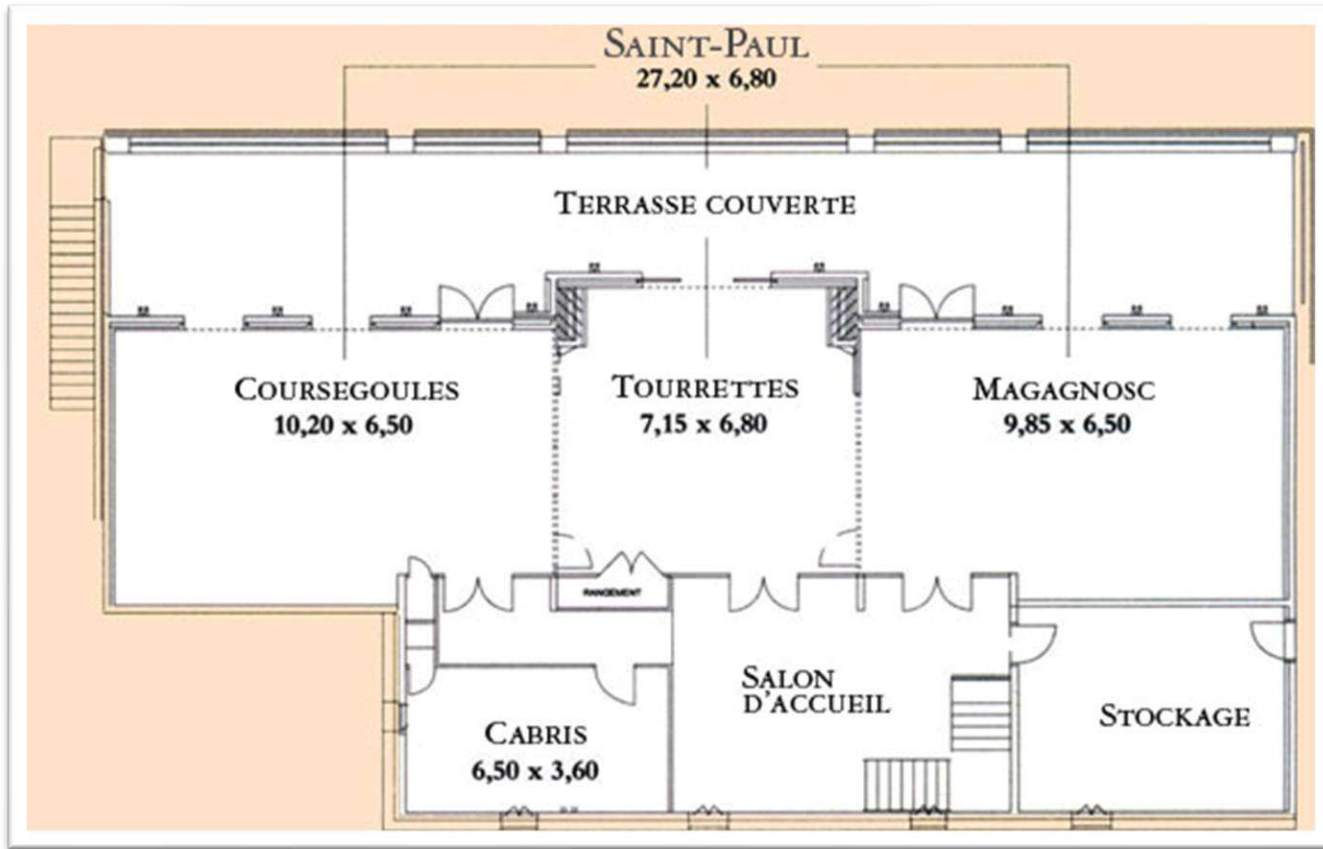 SAINT-PAUL
27,20 x 6,80
TERRASSE COUVERTE
COURSEGOULES
10,20 x 6,50
TOURRETTES
7,15 x 6,80
MAGAGNOSC
9,85 x 6,50
RANGEMENT
SALON
D'ACCUEIL
CABRIS
6,50 x 3,60
STOCKAGE